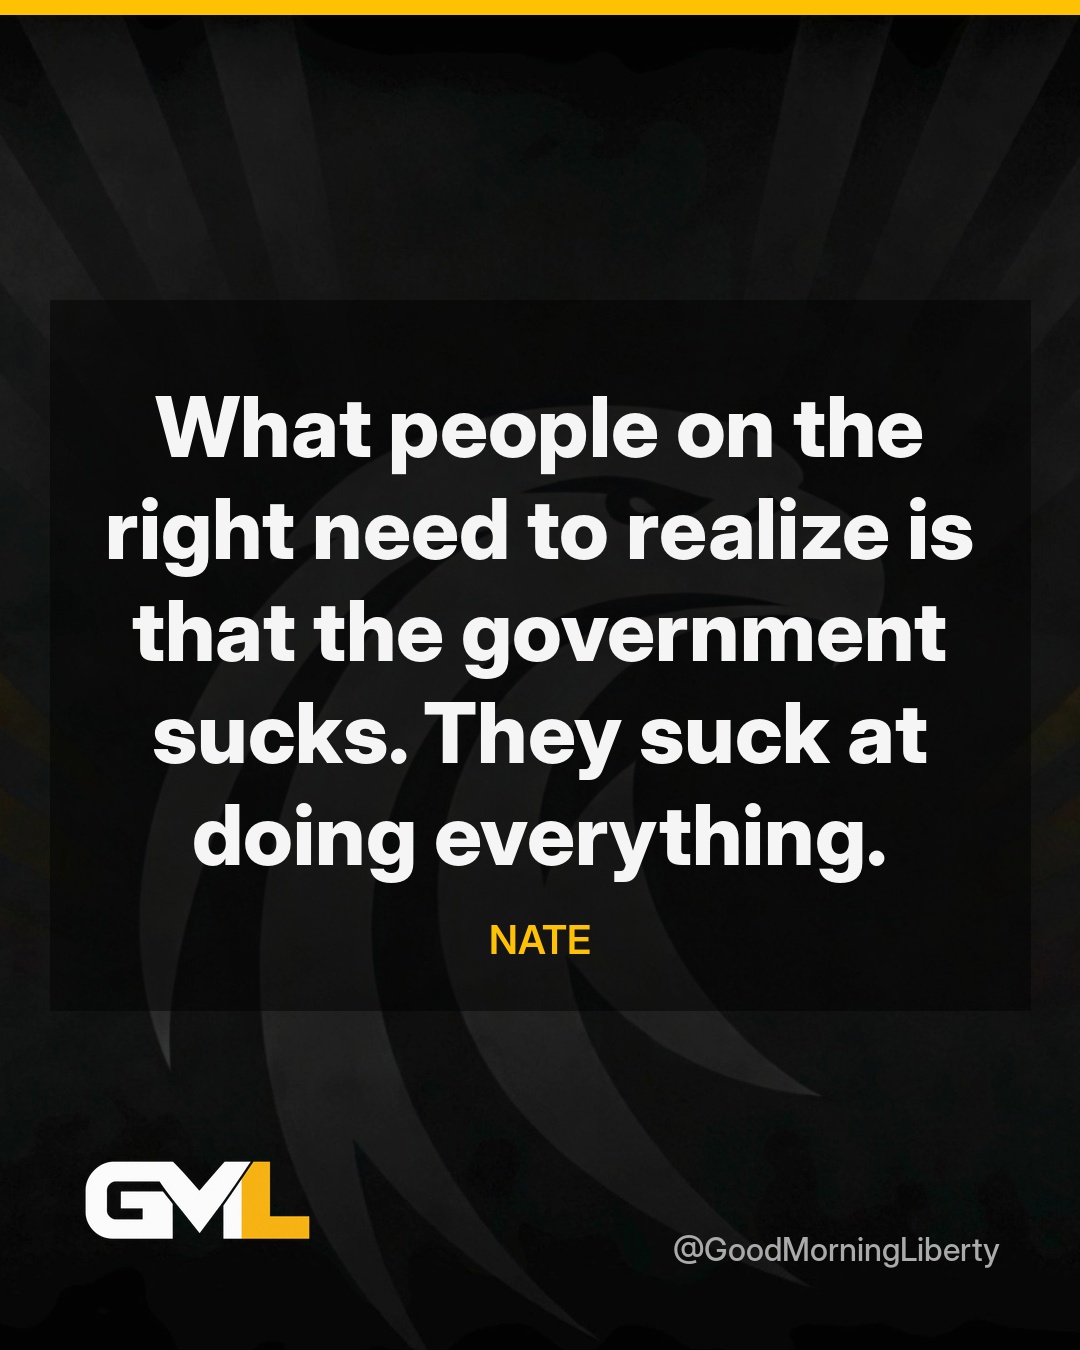 What people on the
right need to realize is
that the government
sucks. They suck at
doing everything.
NATE
GML
@GoodMorningLiberty